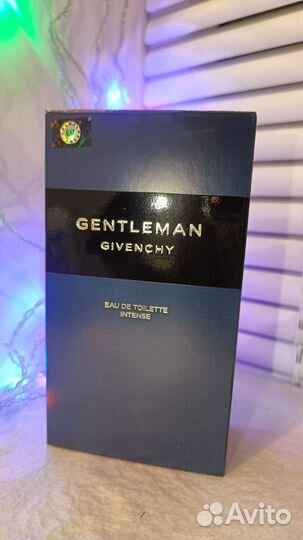 GENTLEMAN
GIVENCHY
EAU DE TOILETTE
INTENSE
Avito